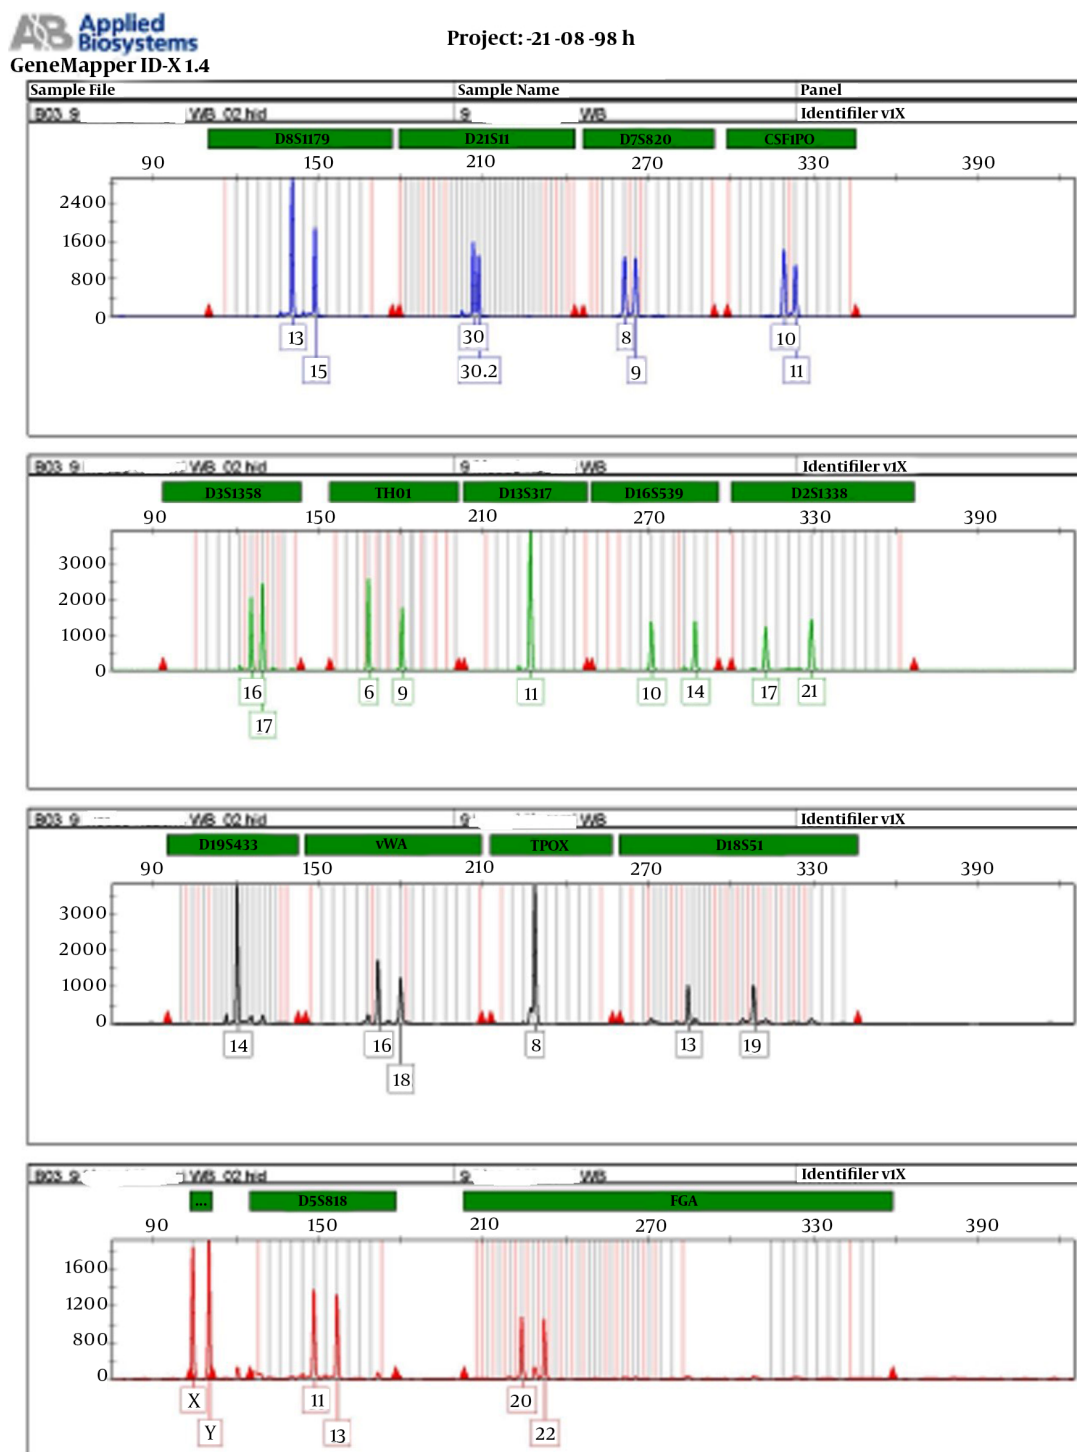 Applied
Biosystems
Project: -21 -08 -98 h
GeneMapper ID-X 1.4
Sample File Sample Name Panel
B03 9 WB 02 hid 9 WB Identifiler v1X
D8S1179 D21S11 D7S820 CSF1PO
90 150 210 270 330 390
2400
1600
800
0
13 30 8 10
15 30.2 9 11
B03 9 WB 02 hid 9 WB Identifiler v1X
D3S1358 TH01 D13S317 D16S539 D2S1338
90 150 210 270 330 390
3000
2000
1000
0
16 6 9 11 10 14 17 21
17
B03 9 WB 02 hid 9 WB Identifiler v1X
D19S433 vWA TPOX D18S51
90 150 210 270 330 390
3000
2000
1000
0
14 16 8 13 19
18
B03 9 WB 02 hid 9 WB Identifiler v1X
... D5S818 FGA
90 150 210 270 330 390
1600
1200
800
0
X 11 20
Y 13 22